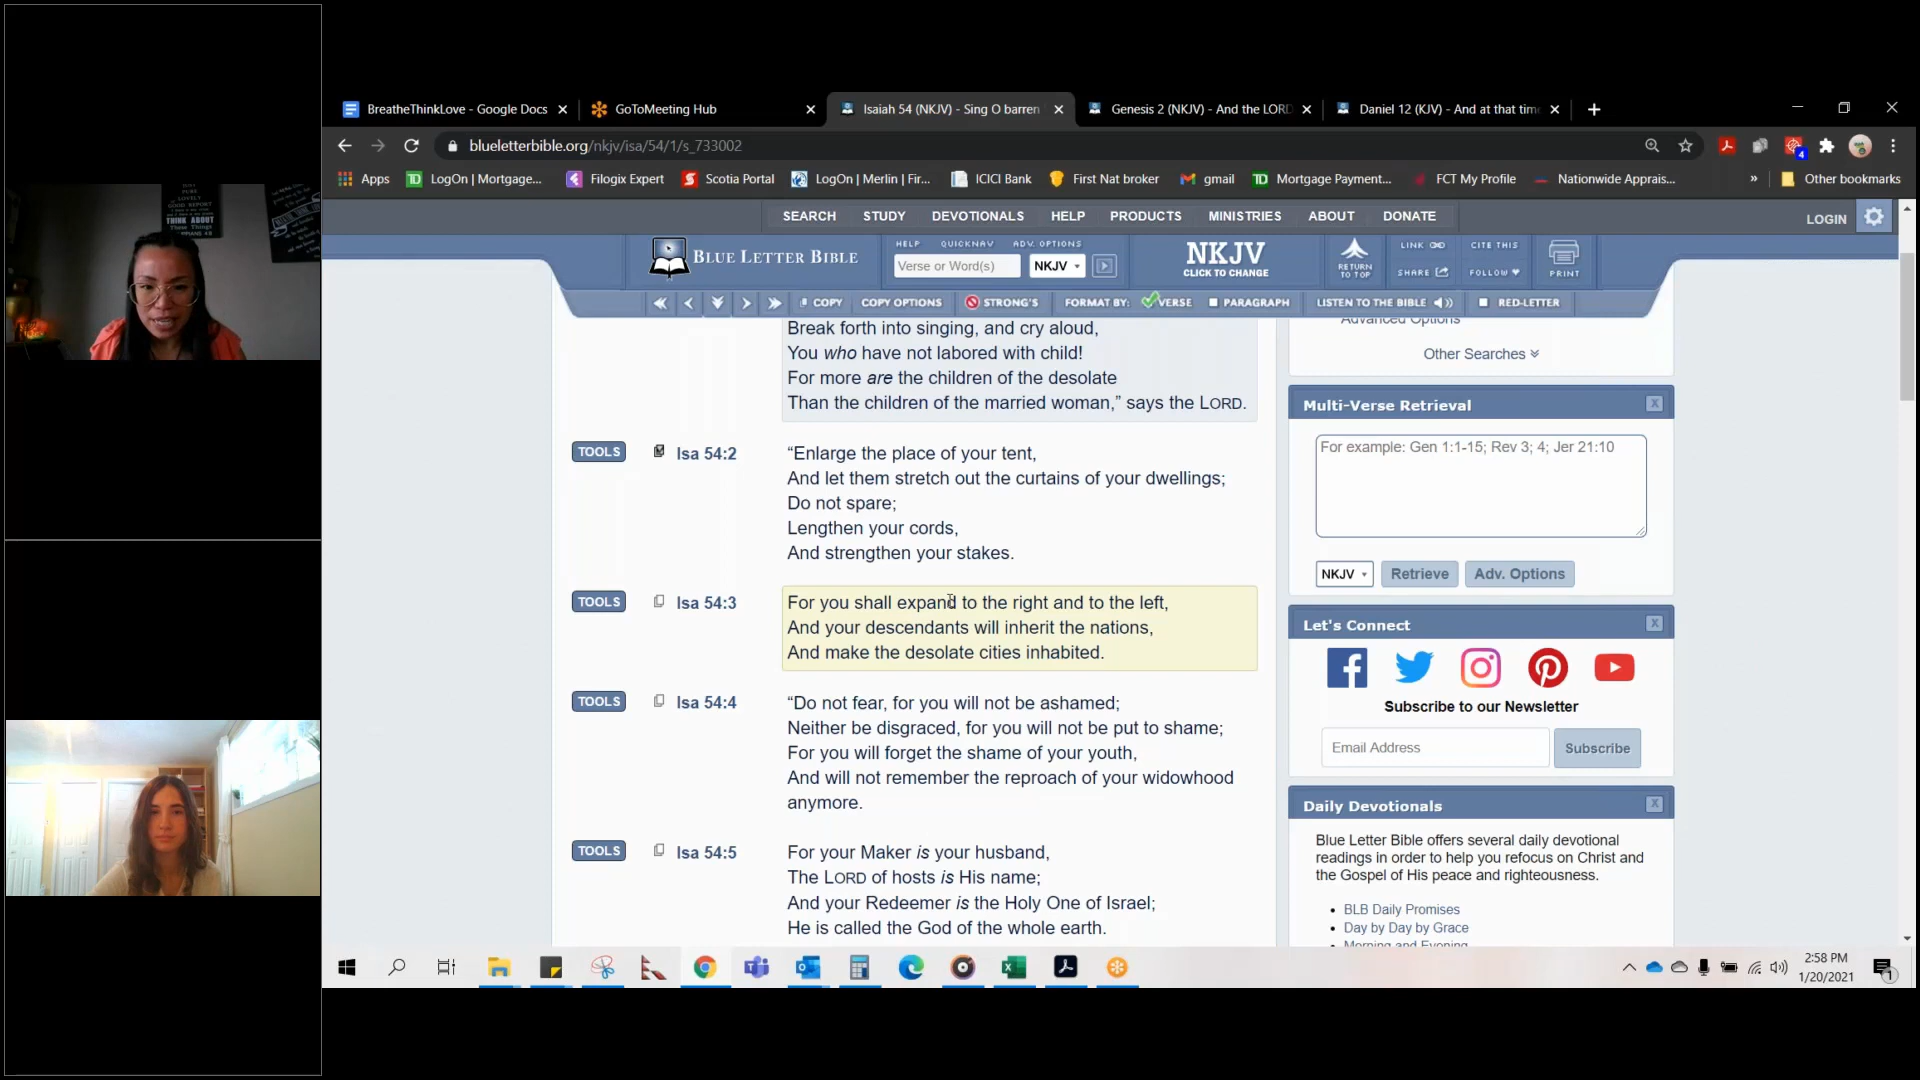 BreatheThinkLove - Google Docs
GoToMeeting Hub
Isaiah 54 (NKJV) - Sing O barren
Genesis 2 (NKJV) - And the LORD
Daniel 12 (KJV) - And at that time
blueletterbible.org/nkjv/isa/54/1/s_733002
4
Apps
TD
LogOn | Mortgage...
Filogix Expert
Scotia Portal
LogOn | Merlin | Fir...
ICICI Bank
First Nat broker
gmail
TD
Mortgage Payment...
FCT My Profile
Nationwide Apprais...
»
Other bookmarks
SEARCH
STUDY
DEVOTIONALS
HELP
PRODUCTS
MINISTRIES
ABOUT
DONATE
LOGIN
BLUE LETTER BIBLE
HELP
QUICKNAV
ADV. OPTIONS
Verse or Word(s)
NKJV
NKJV
CLICK TO CHANGE
RETURN
TO TOP
LINK
CITE THIS
SHARE
FOLLOW
PRINT
COPY
COPY OPTIONS
STRONG'S
FORMAT BY:
VERSE
PARAGRAPH
LISTEN TO THE BIBLE
RED-LETTER
PURE
LOVELY
GOOD REPORT
THINK ABOUT
These Things
Break forth into singing, and cry aloud,
You who have not labored with child!
For more are the children of the desolate
Than the children of the married woman,” says the LORD.
TOOLS
Isa 54:2
“Enlarge the place of your tent,
And let them stretch out the curtains of your dwellings;
Do not spare;
Lengthen your cords,
And strengthen your stakes.
TOOLS
Isa 54:3
For you shall expand to the right and to the left,
And your descendants will inherit the nations,
And make the desolate cities inhabited.
TOOLS
Isa 54:4
“Do not fear, for you will not be ashamed;
Neither be disgraced, for you will not be put to shame;
For you will forget the shame of your youth,
And will not remember the reproach of your widowhood
anymore.
TOOLS
Isa 54:5
For your Maker is your husband,
The LORD of hosts is His name;
And your Redeemer is the Holy One of Israel;
He is called the God of the whole earth.
Advanced Options
Other Searches
Multi-Verse Retrieval
X
For example: Gen 1:1-15; Rev 3; 4; Jer 21:10
NKJV
Retrieve
Adv. Options
Let's Connect
X
Subscribe to our Newsletter
Email Address
Subscribe
Daily Devotionals
X
Blue Letter Bible offers several daily devotional
readings in order to help you refocus on Christ and
the Gospel of His peace and righteousness.
• BLB Daily Promises
• Day by Day by Grace
• Morning and Evening
2:58 PM
1/20/2021
1